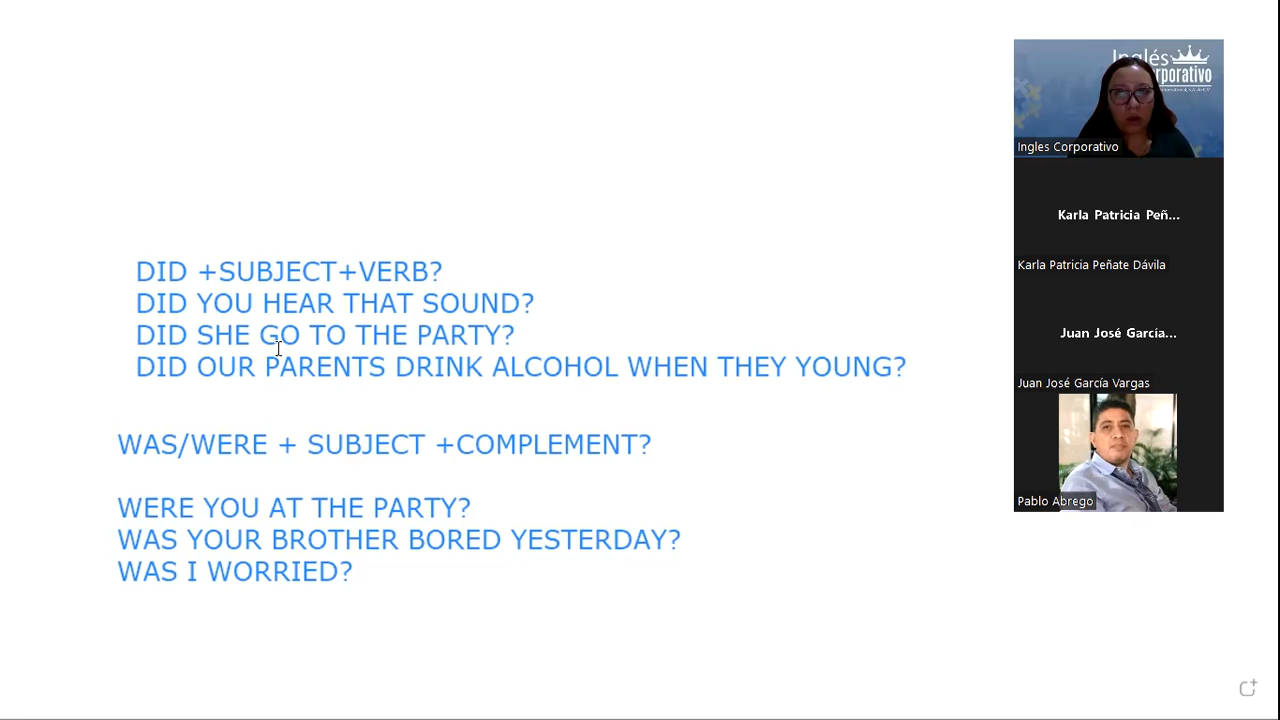 DID +SUBJECT+VERB?
DID YOU HEAR THAT SOUND?
DID SHE GO TO THE PARTY?
DID OUR PARENTS DRINK ALCOHOL WHEN THEY YOUNG?
WAS/WERE + SUBJECT +COMPLEMENT?
WERE YOU AT THE PARTY?
WAS YOUR BROTHER BORED YESTERDAY?
WAS I WORRIED?
Inglés
Ingles Corporativo
Karla Patricia Peñ...
Karla Patricia Peñate Dávila
Juan José García...
Juan José García Vargas
Pablo Abrego